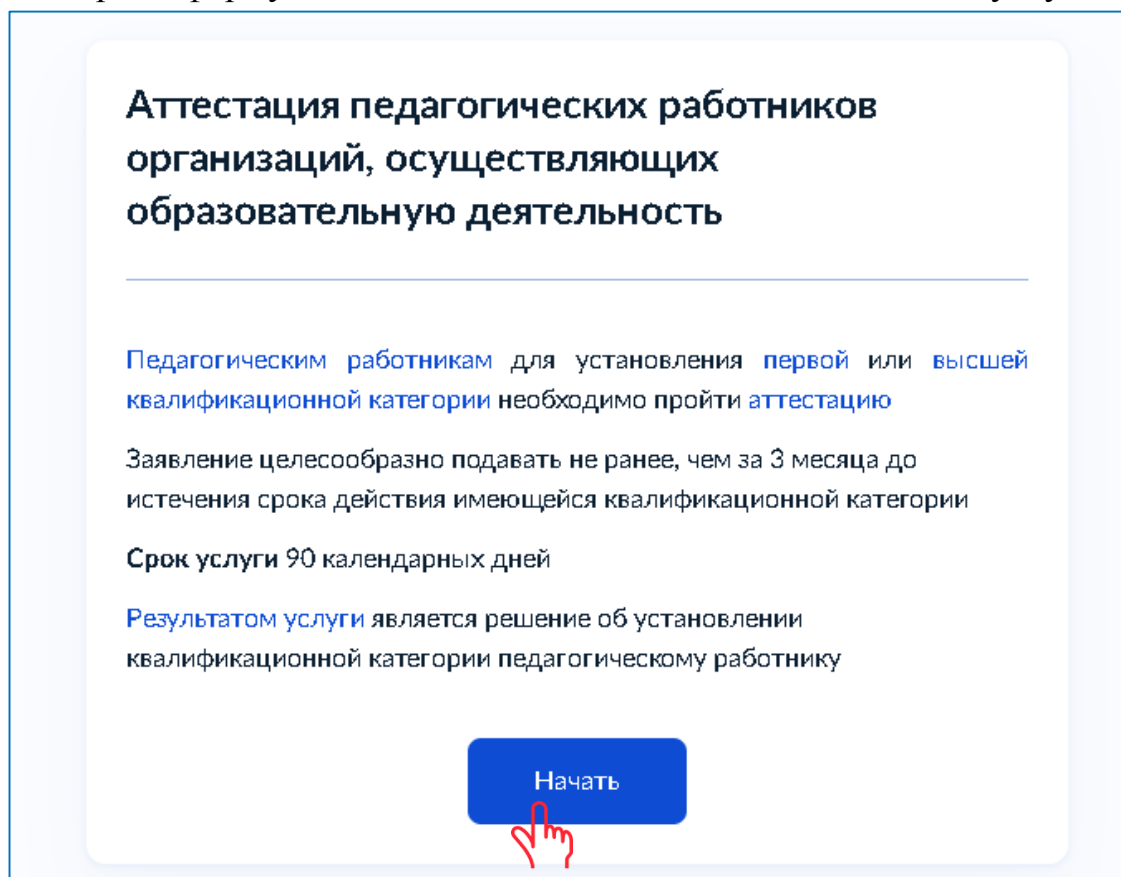 Аттестация педагогических работников
организаций, осуществляющих
образовательную деятельность
Педагогическим работникам для установления первой или высшей
квалификационной категории необходимо пройти аттестацию
Заявление целесообразно подавать не ранее, чем за 3 месяца до
истечения срока действия имеющейся квалификационной категории
Срок услуги 90 календарных дней
Результатом услуги является решение об установлении
квалификационной категории педагогическому работнику
Начать